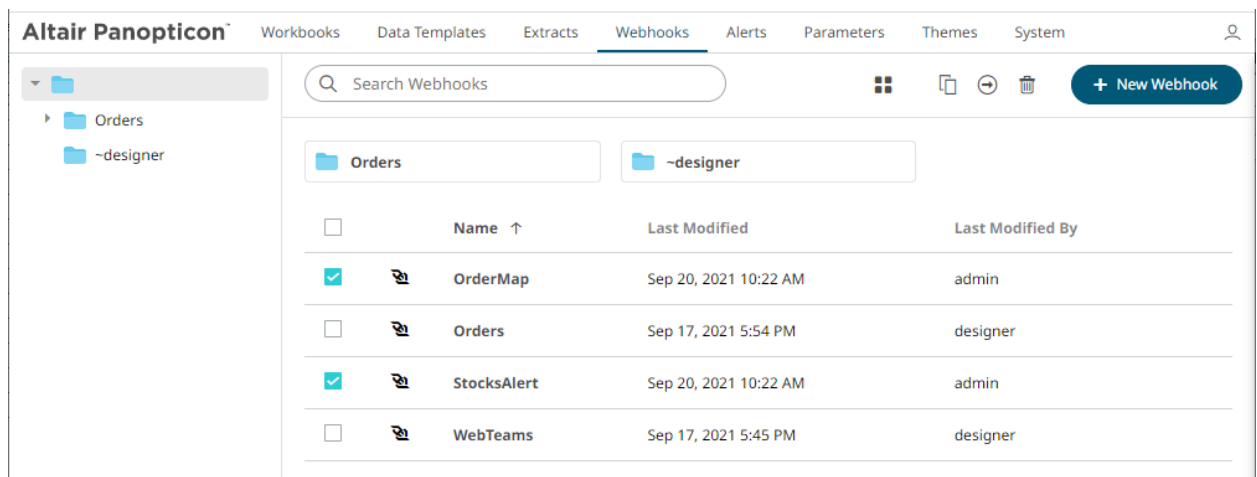 Altair Panopticon™ Workbooks Data Templates Extracts Webhooks Alerts Parameters Themes System
Search Webhooks + New Webhook
Orders
~designer
Orders ~designer
Name ↑ Last Modified Last Modified By
OrderMap Sep 20, 2021 10:22 AM admin
Orders Sep 17, 2021 5:54 PM designer
StocksAlert Sep 20, 2021 10:22 AM admin
WebTeams Sep 17, 2021 5:45 PM designer